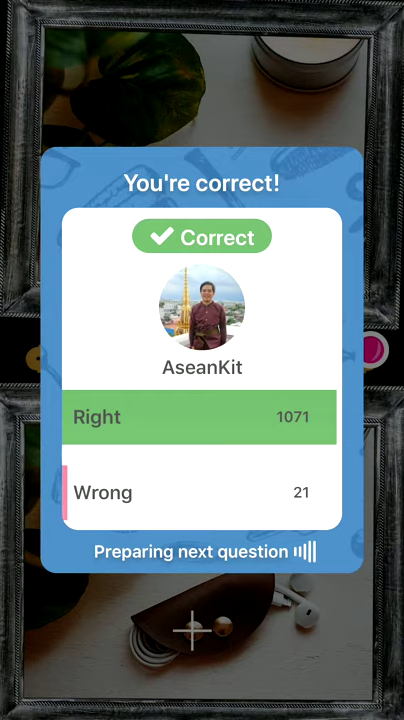 You're correct!
Correct
AseanKit
Right 1071
Wrong 21
Preparing next question